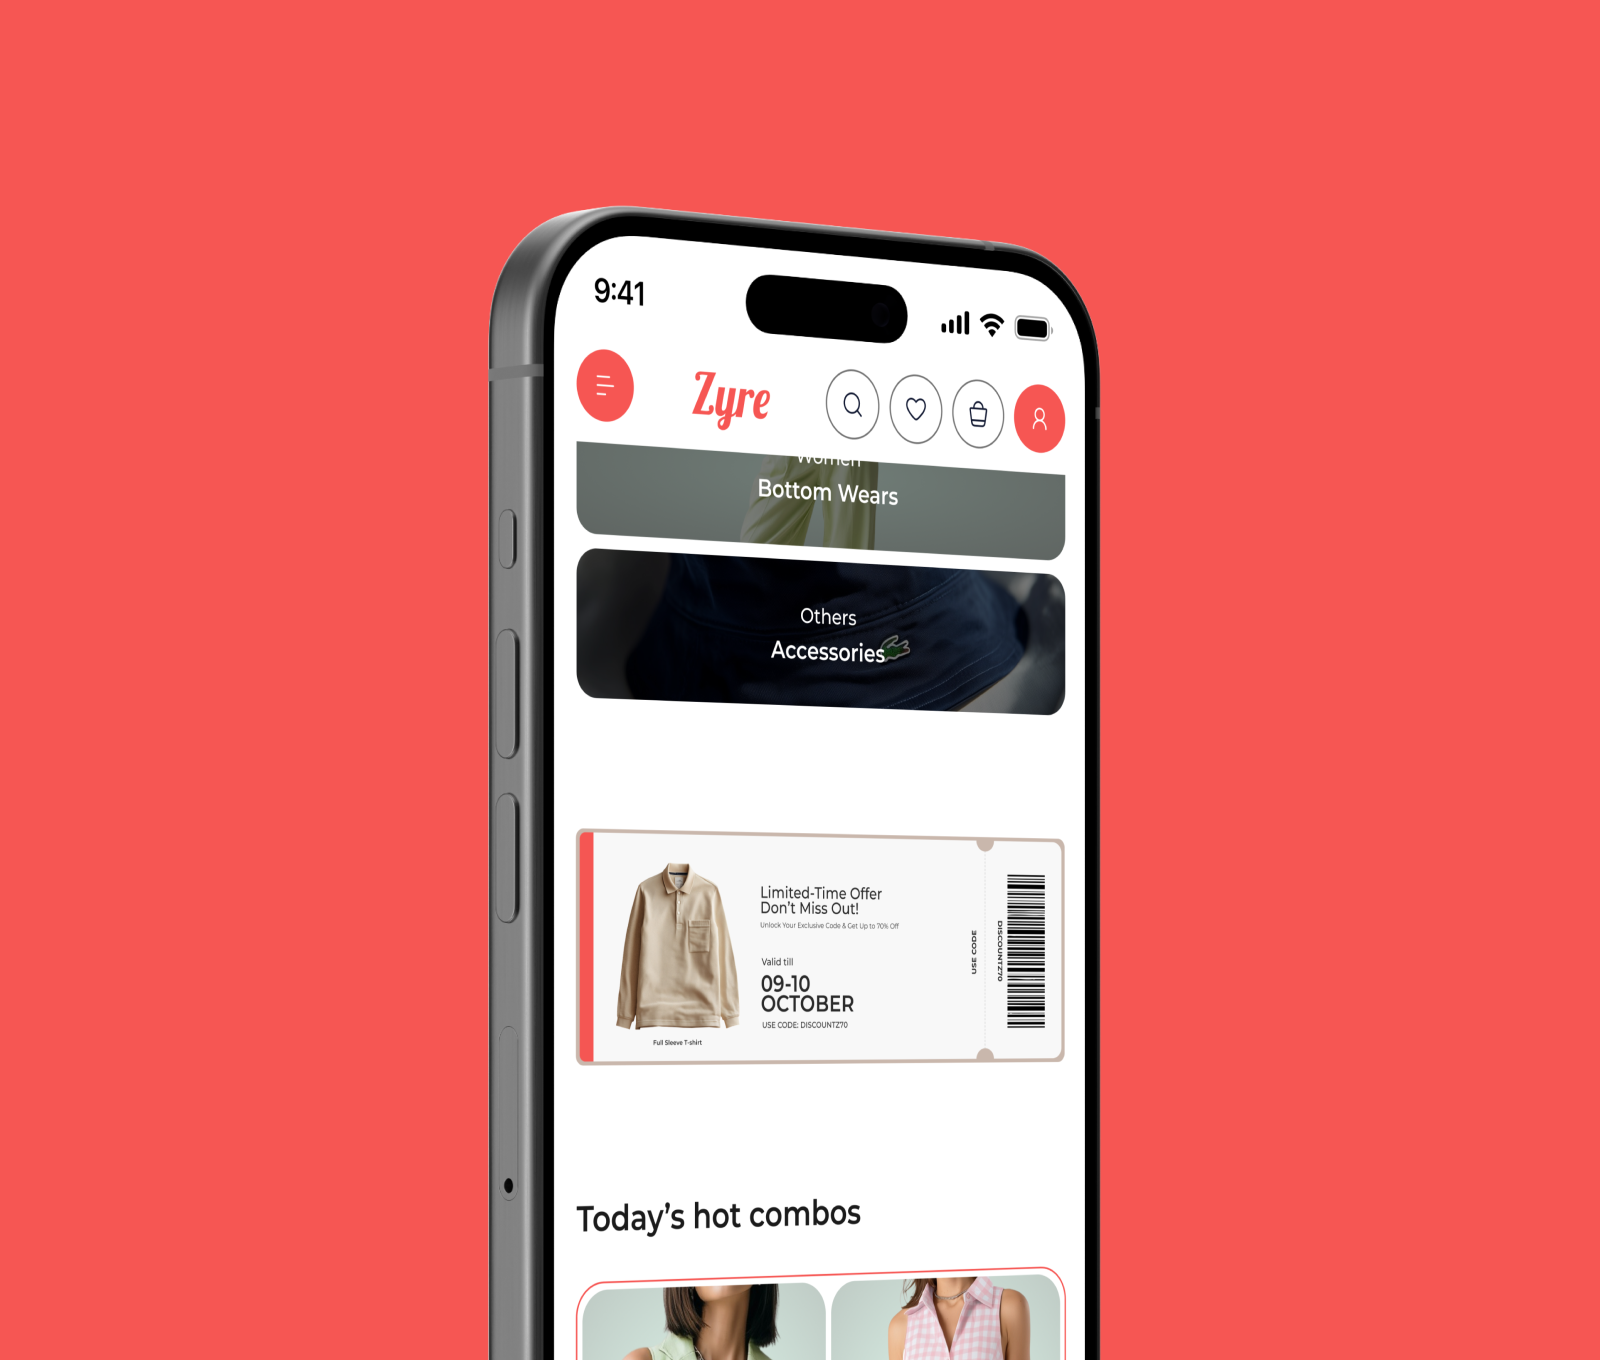 9:41
Zyre
Women
Bottom Wears
Others
Accessories
Limited-Time Offer
Don’t Miss Out!
Unlock Your Exclusive Code & Get Up to 70% Off
Valid till
09-10
OCTOBER
USE CODE: DISCOUNTZ70
Full Sleeve T-shirt
USE CODE
DISCOUNTZ70
Today’s hot combos